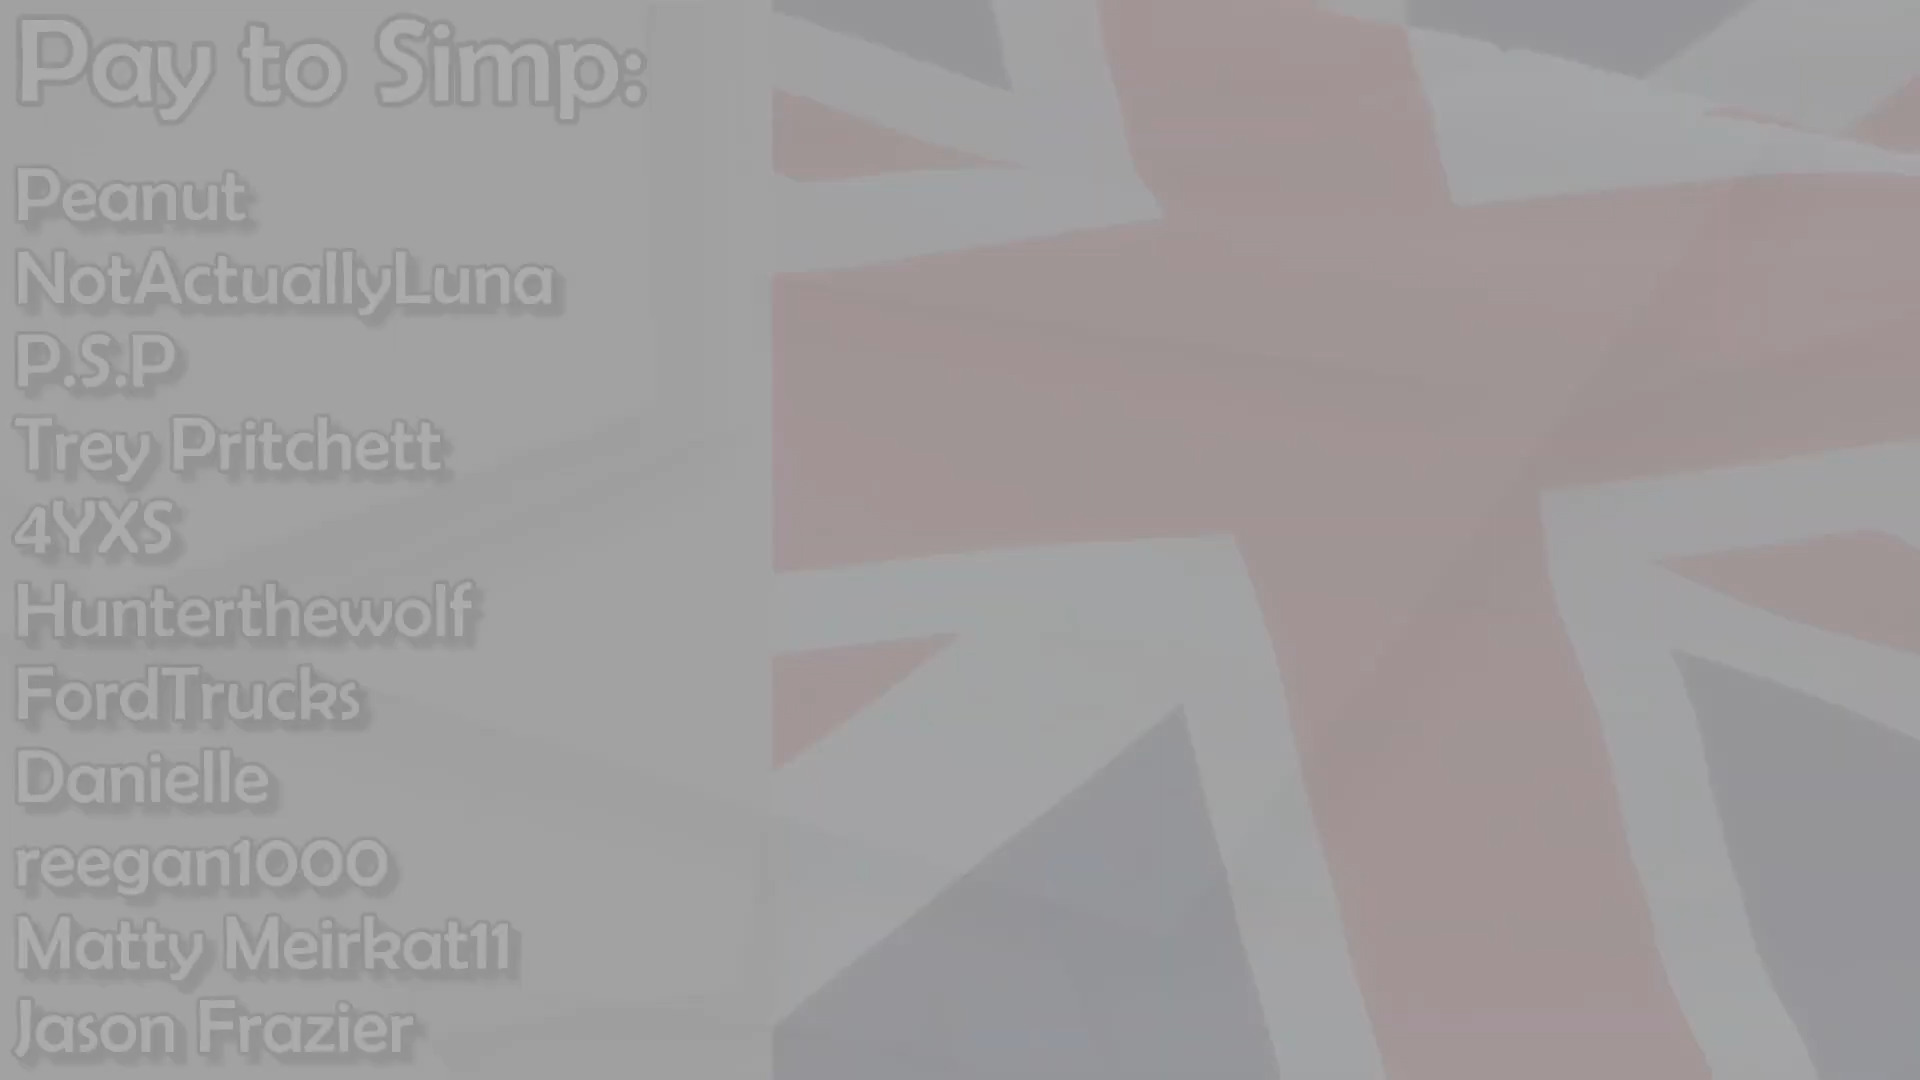 Pay to Simp:
Peanut
NotActuallyLuna
P.S.P
Trey Pritchett
4YXS
Hunterthewolf
FordTrucks
Danielle
reegan1000
Matty Meirkat11
Jason Frazier